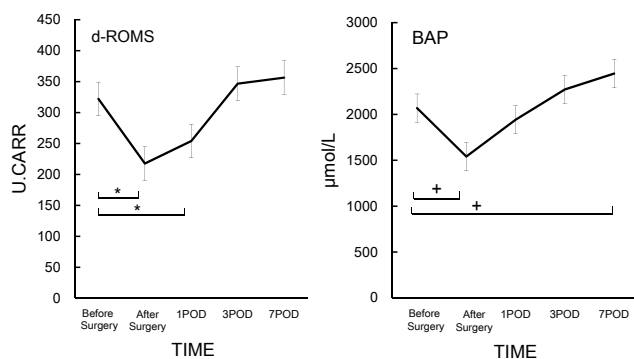 d-ROMS
450
400
350
300
250
200
150
100
50
0
U.CARR
*
*
Before Surgery
After Surgery
1POD
3POD
7POD
TIME
BAP
3000
2500
2000
1500
1000
500
0
μmol/L
+
+
Before Surgery
After Surgery
1POD
3POD
7POD
TIME